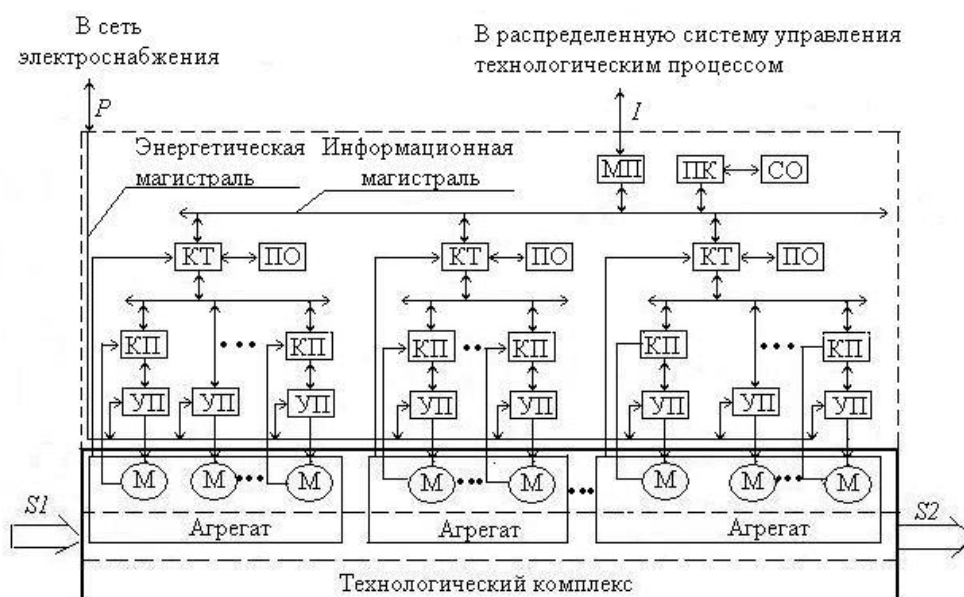 В сеть
электроснабжения
В распределенную систему управления
технологическим процессом
P
I
Энергетическая
магистраль
Информационная
магистраль
МП
ПК
СО
КТ
ПО
КТ
ПО
КТ
ПО
КП
КП
КП
КП
КП
КП
УП
УП
УП
УП
УП
УП
УП
УП
М
М
М
М
М
М
М
М
S1
S2
Агрегат
Агрегат
Агрегат
Технологический комплекс